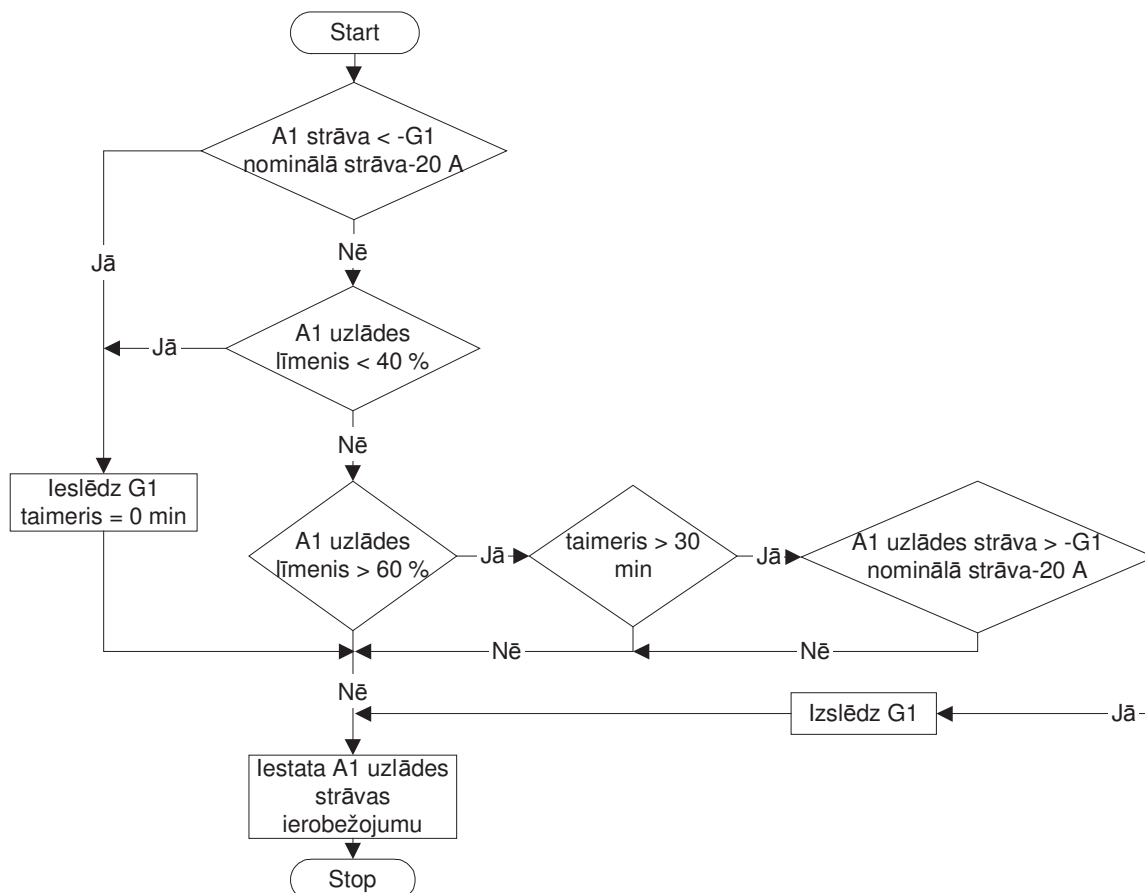 Start
A1 strāva < -G1
nominālā strāva-20 A
Jā
Nē
A1 uzlādes
līmenis < 40 %
Jā
Nē
Ieslēdz G1
taimeris = 0 min
A1 uzlādes
līmenis > 60 %
Jā
taimeris > 30
min
Jā
A1 uzlādes strāva > -G1
nominālā strāva-20 A
Nē
Nē
Nē
Izslēdz G1
Jā
Iestata A1 uzlādes
strāvas
ierobežojumu
Stop